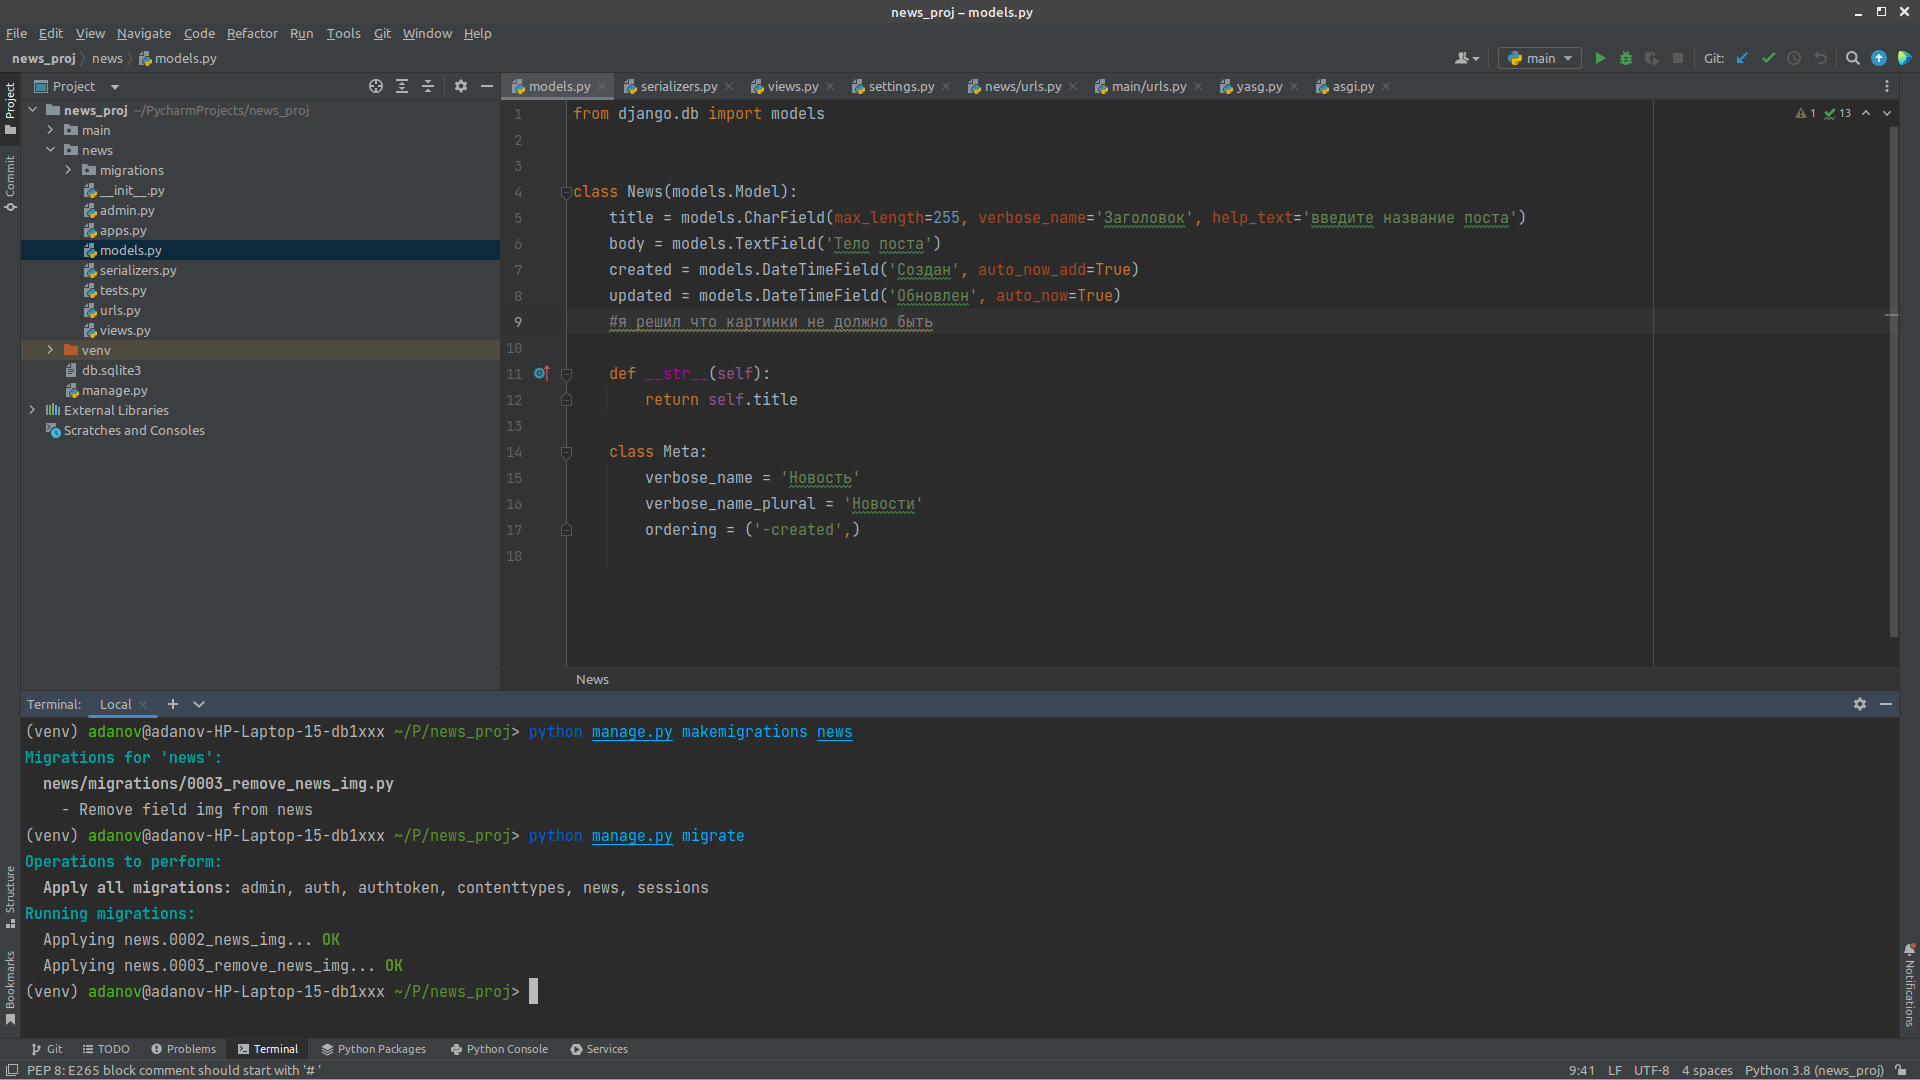 news_proj – models.py
File Edit View Navigate Code Refactor Run Tools Git Window Help
news_proj news models.py main Git:
Project
models.py serializers.py views.py settings.py news/urls.py main/urls.py yasg.py asgi.py
Project
Commit
Structure
Bookmarks
Notifications
news_proj ~/PycharmProjects/news_proj
main
news
migrations
__init__.py
admin.py
apps.py
models.py
serializers.py
tests.py
urls.py
views.py
venv
db.sqlite3
manage.py
External Libraries
Scratches and Consoles
1 13
1 from django.db import models
2
3
4 class News(models.Model):
5 title = models.CharField(max_length=255, verbose_name='Заголовок', help_text='введите название поста')
6 body = models.TextField('Тело поста')
7 created = models.DateTimeField('Создан', auto_now_add=True)
8 updated = models.DateTimeField('Обновлен', auto_now=True)
9 #я решил что картинки не должно быть
10
11 def __str__(self):
12 return self.title
13
14 class Meta:
15 verbose_name = 'Новость'
16 verbose_name_plural = 'Новости'
17 ordering = ('-created',)
18
News
Terminal: Local
(venv) adanov@adanov-HP-Laptop-15-db1xxx ~/P/news_proj> python manage.py makemigrations news
Migrations for 'news':
news/migrations/0003_remove_news_img.py
- Remove field img from news
(venv) adanov@adanov-HP-Laptop-15-db1xxx ~/P/news_proj> python manage.py migrate
Operations to perform:
Apply all migrations: admin, auth, authtoken, contenttypes, news, sessions
Running migrations:
Applying news.0002_news_img... OK
Applying news.0003_remove_news_img... OK
(venv) adanov@adanov-HP-Laptop-15-db1xxx ~/P/news_proj>
Git TODO Problems Terminal Python Packages Python Console Services
PEP 8: E265 block comment should start with '# ' 9:41 LF UTF-8 4 spaces Python 3.8 (news_proj)